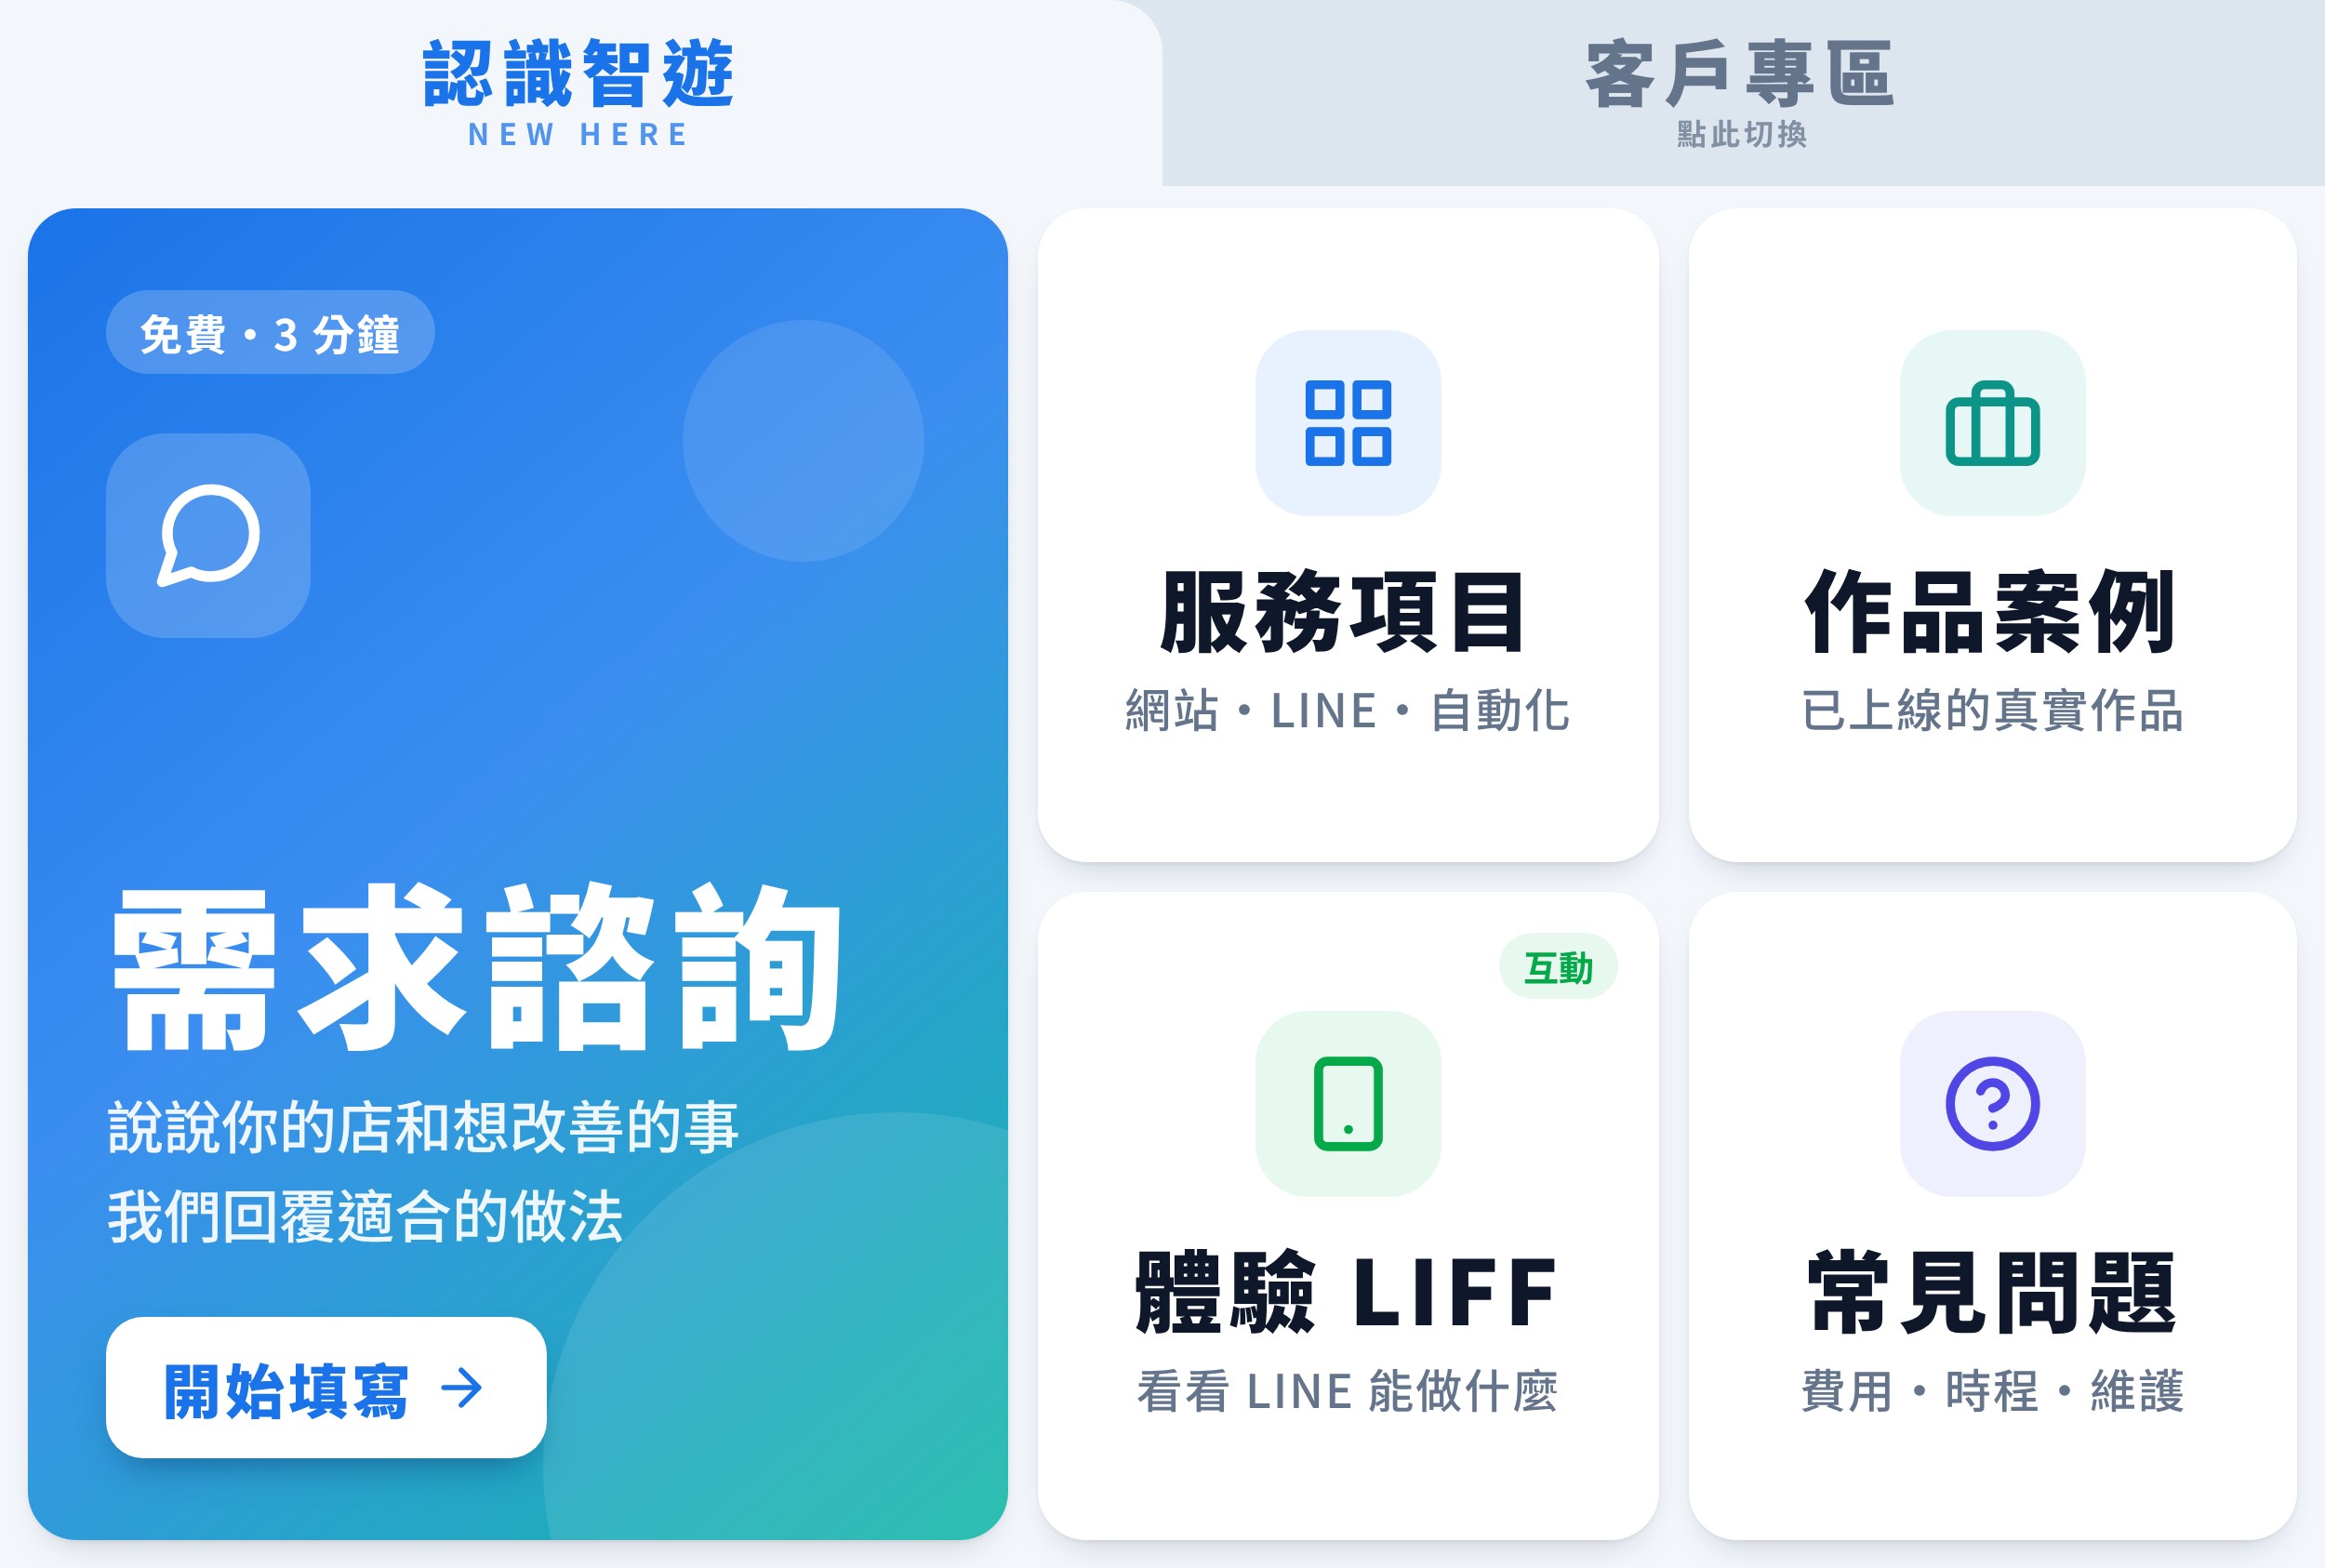 認識智遊
NEW HERE
客戶專區
點此切換
免費・3 分鐘
需求諮詢
說說你的店和想改善的事
我們回覆適合的做法
開始填寫
服務項目
網站・LINE・自動化
作品案例
已上線的真實作品
互動
體驗 LIFF
看看 LINE 能做什麼
常見問題
費用・時程・維護